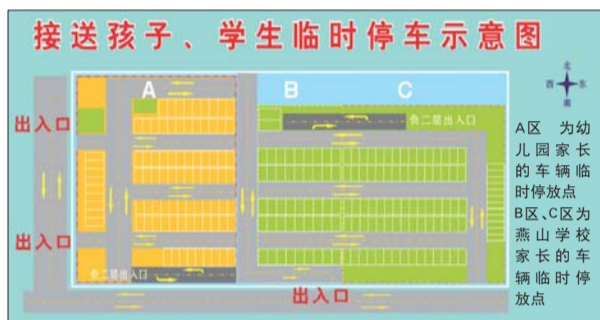 接送孩子、学生临时停车示意图
北
西 东
南
A
B
C
出入口
负二层出入口
出入口
负二层出入口
出入口
A区 为幼
儿园家长
的车辆临
时停放点
B区、C区为
燕山学校
家长的车
辆临时停
放点